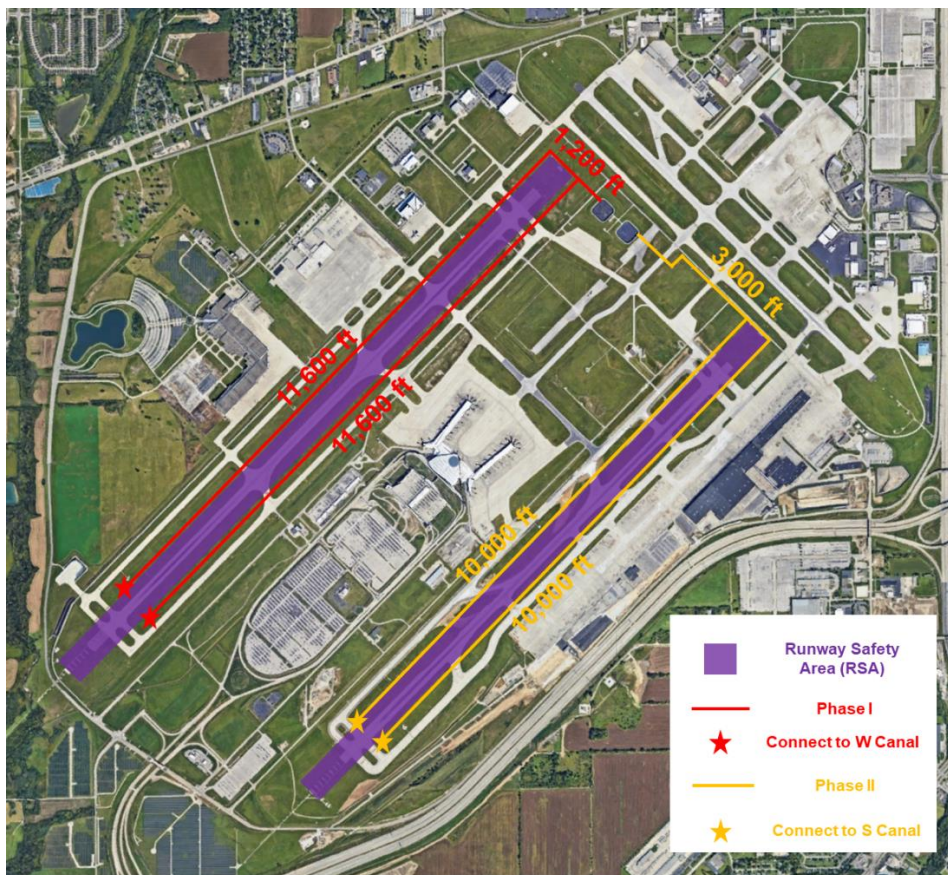 1,200 ft
3,000 ft
11,600 ft
11,600 ft
10,000 ft
10,000 ft
Runway Safety
Area (RSA)
Phase I
Connect to W Canal
Phase II
Connect to S Canal